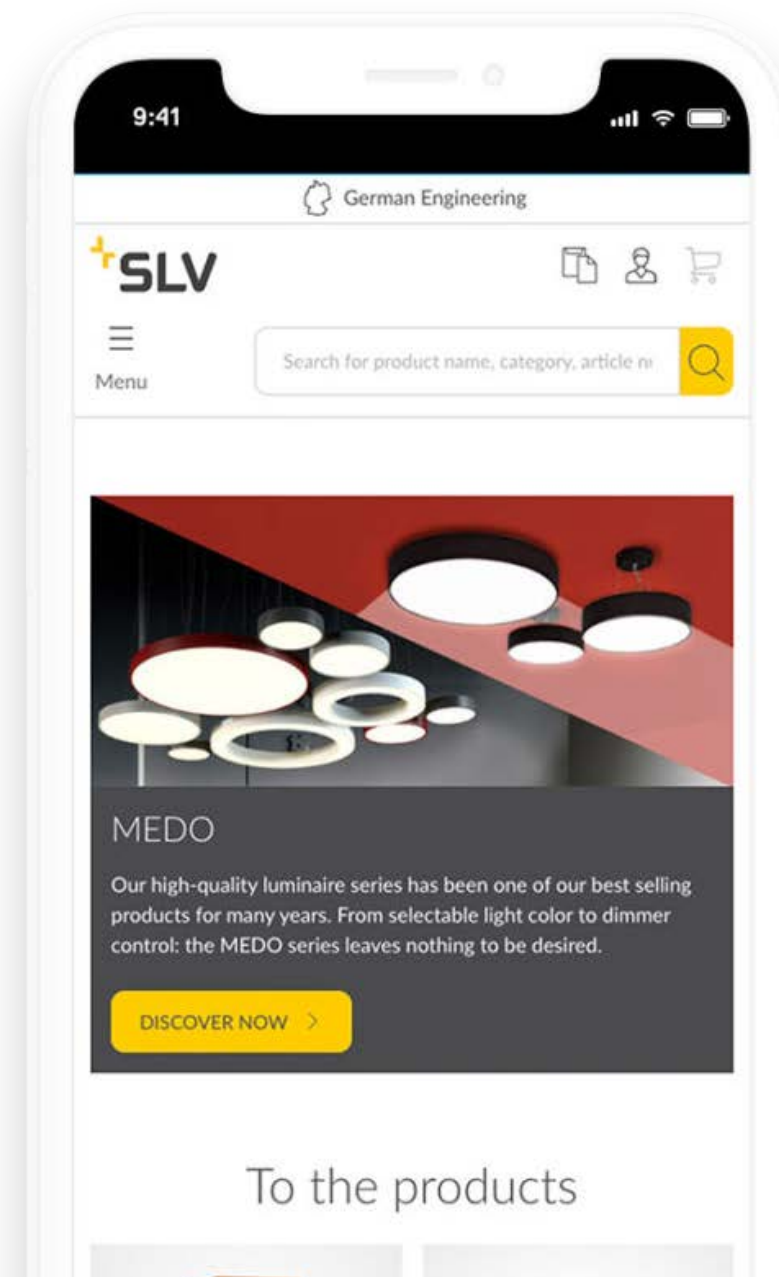 9:41
German Engineering
SLV
Menu
Search for product name, category, article
MEDO
Our high-quality luminaire series has been one of our best selling
products for many years. From selectable light color to dimmer
control: the MEDO series leaves nothing to be desired.
DISCOVER NOW
To the products